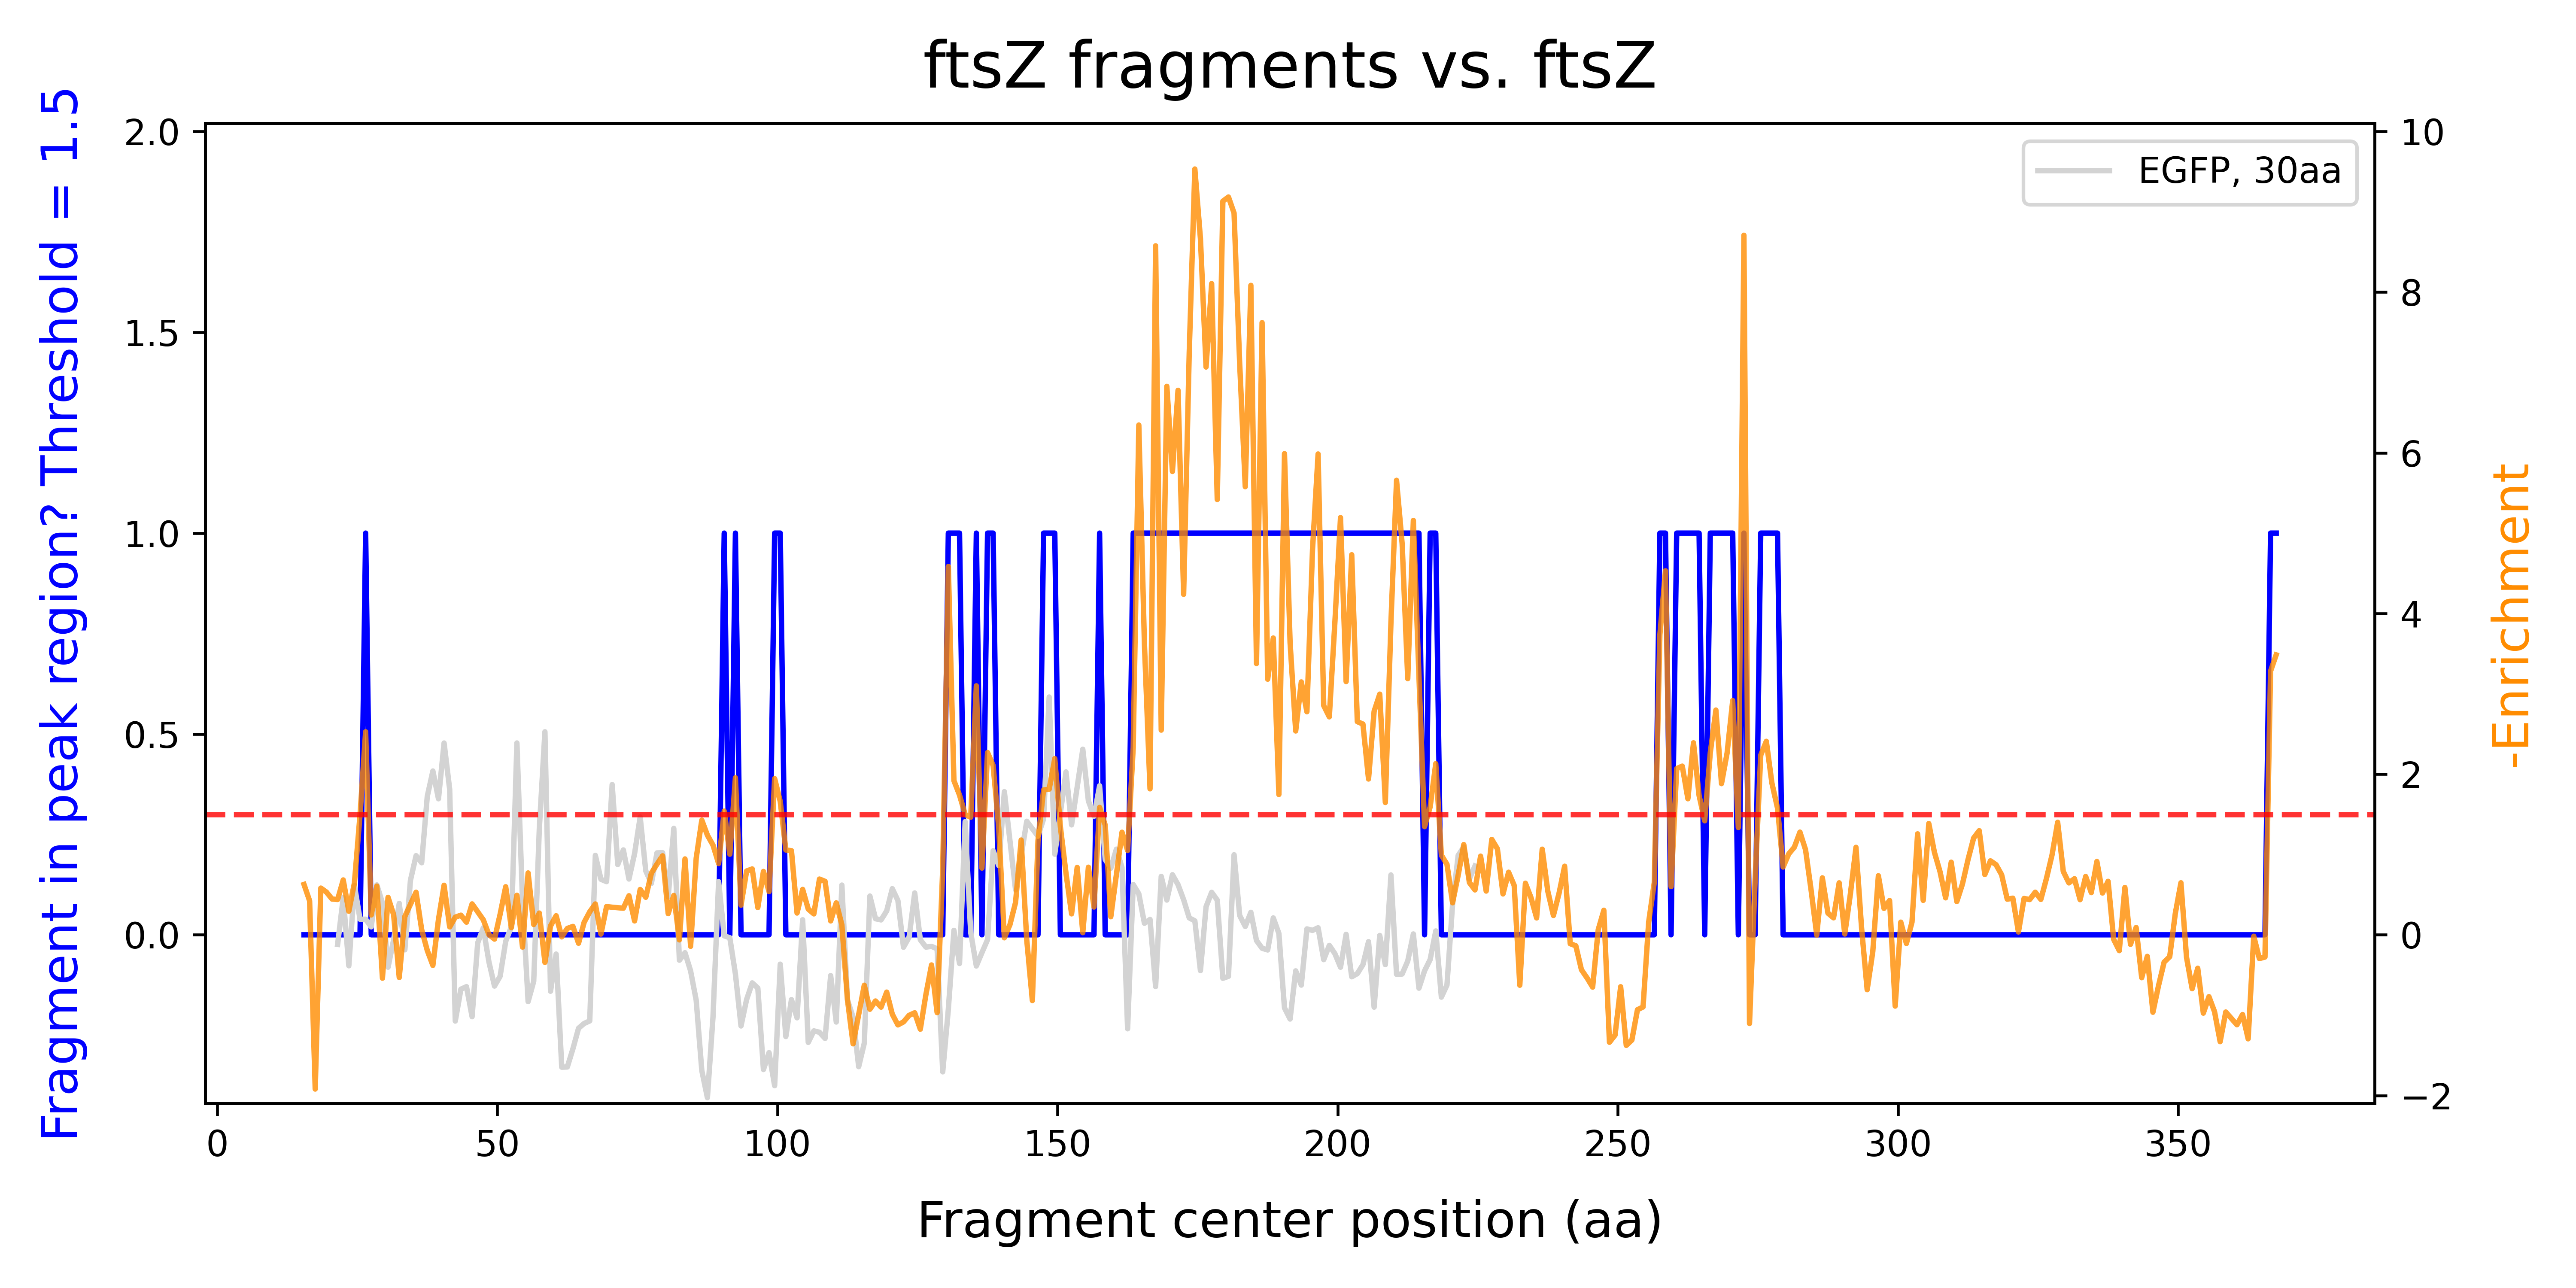 ftsZ fragments vs. ftsZ
Fragment in peak region? Threshold = 1.5
2.0
1.5
1.0
0.5
0.0
EGFP, 30aa
10
8
6
4
2
0
−2
-Enrichment
0 50 100 150 200 250 300 350
Fragment center position (aa)